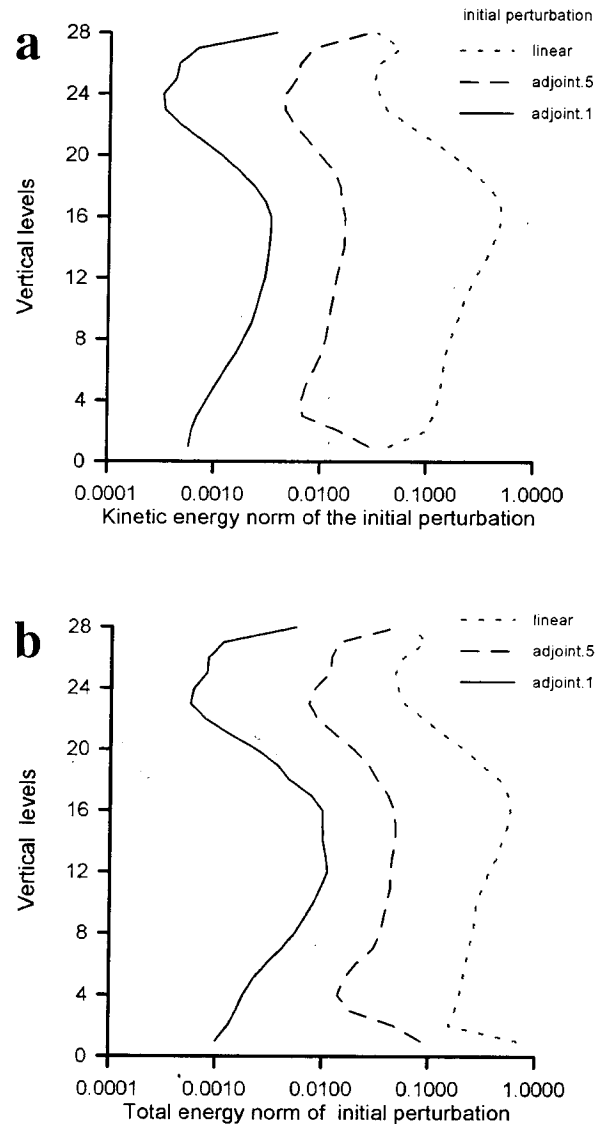 a
initial perturbation
linear
adjoint.5
adjoint.1
28
24
20
16
12
8
4
0
Vertical levels
0.0001 0.0010 0.0100 0.1000 1.0000
Kinetic energy norm of the initial perturbation
b
linear
adjoint.5
adjoint.1
28
24
20
16
12
8
4
0
Vertical levels
0.0001 0.0010 0.0100 0.1000 1.0000
Total energy norm of initial perturbation